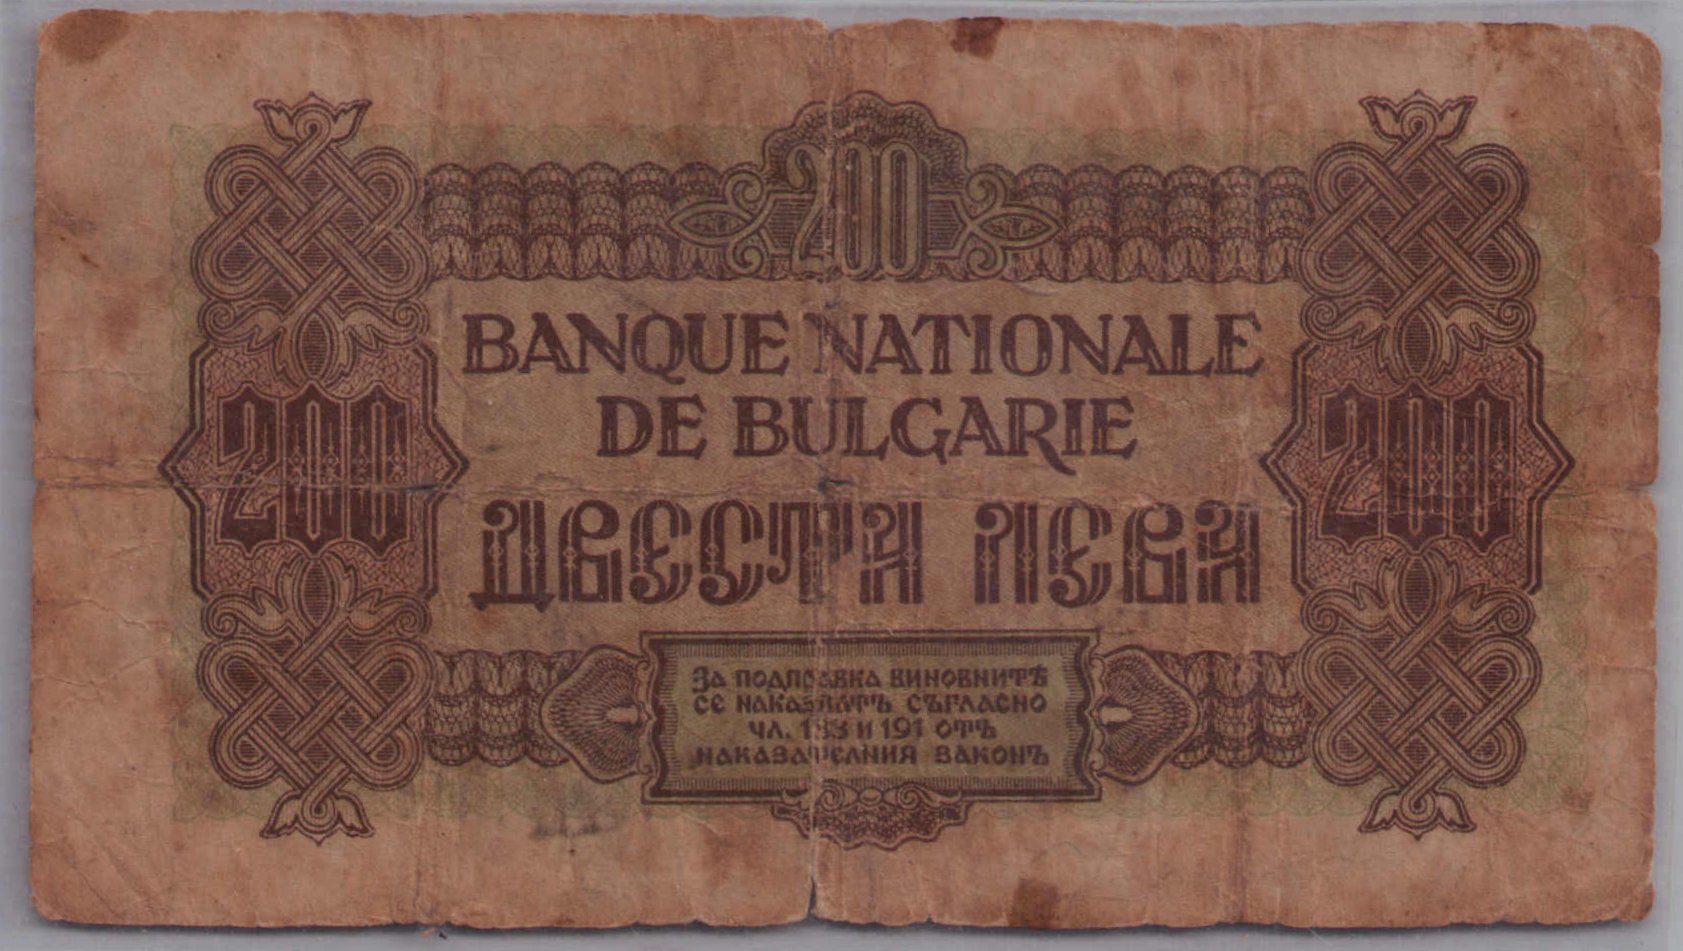 200
BANQUE NATIONALE
DE BULGARIE
200
200
ДВЕСТА ЛЕВА
За подправка виновнитѣ
се наказватъ съгласно
чл. 183 и 191 отъ
наказателния законъ